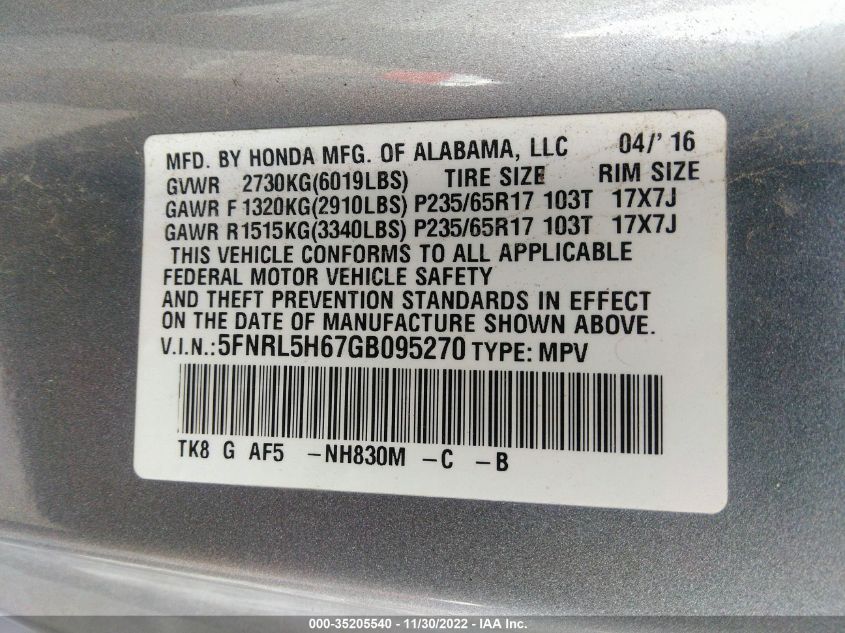 MFD. BY HONDA MFG. OF ALABAMA, LLC 04/' 16
GVWR 2730KG(6019LBS) TIRE SIZE RIM SIZE
GAWR F 1320KG(2910LBS) P235/65R17 103T 17X7J
GAWR R 1515KG(3340LBS) P235/65R17 103T 17X7J
THIS VEHICLE CONFORMS TO ALL APPLICABLE
FEDERAL MOTOR VEHICLE SAFETY
AND THEFT PREVENTION STANDARDS IN EFFECT
ON THE DATE OF MANUFACTURE SHOWN ABOVE.
V.I.N.: 5FNRL5H67GB095270 TYPE: MPV
TK8 G AF5 -NH830M -C -B
000-35205540 - 11/30/2022 - IAA Inc.